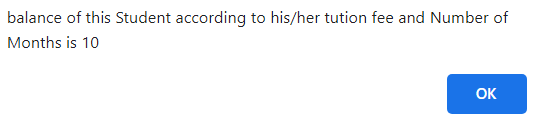 balance of this Student according to his/her tution fee and Number of
Months is 10
OK